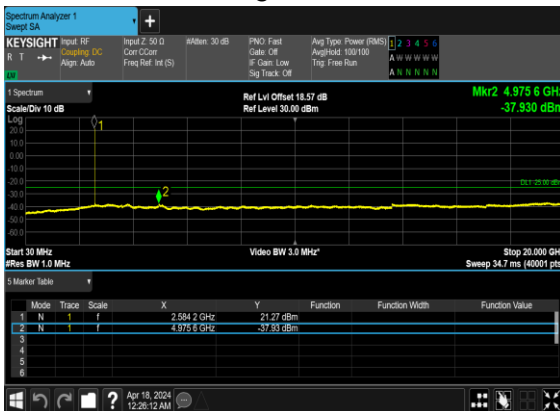 Spectrum Analyzer 1
Swept SA
KEYSIGHT Input: RF Input Z: 50 Ω #Atten: 30 dB PNO: Fast Avg Type: Power (RMS) 1 2 3 4 5 6
R T Coupling: DC Corr CCorr Gate: Off Avg|Hold: 100/100 A W W W W W
Align: Auto Freq Ref: Int (S) IF Gain: Low Trig: Free Run
Sig Track: Off A N N N N N
1 Spectrum Ref Lvl Offset 18.57 dB Mkr2 4.975 6 GHz
Scale/Div 10 dB Ref Level 30.00 dBm -37.930 dBm
Log
20.0
10.0
0.00
-10.0
-20.0
-30.0
-40.0
-50.0
-60.0
1
2
DL1 -25.00 dBm
Start 30 MHz Video BW 3.0 MHz* Stop 20.000 GHz
#Res BW 1.0 MHz Sweep 34.7 ms (40001 pts)
5 Marker Table
Mode Trace Scale X Y Function Function Width Function Value
1 N 1 f 2.584 2 GHz 21.27 dBm
2 N 1 f 4.975 6 GHz -37.93 dBm
3
4
5
6
? Apr 18, 2024
12:26:12 AM